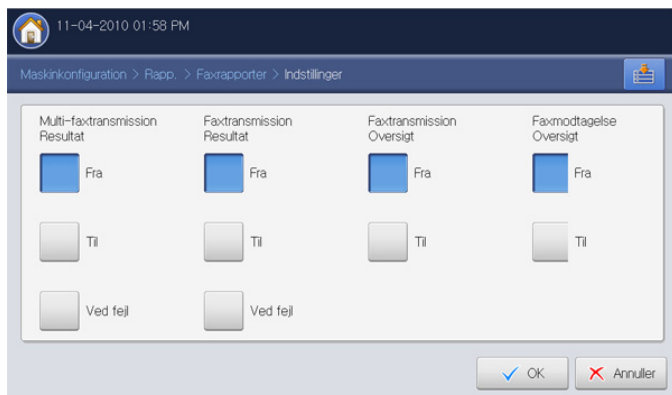 11-04-2010 01:58 PM
Maskinkonfiguration > Rapp. > Faxrapporter > Indstillinger
Multi-faxtransmission
Resultat
Faxtransmission
Resultat
Faxtransmission
Oversigt
Faxmodtagelse
Oversigt
Fra
Fra
Fra
Fra
Til
Til
Til
Til
Ved fejl
Ved fejl
OK
Annuller